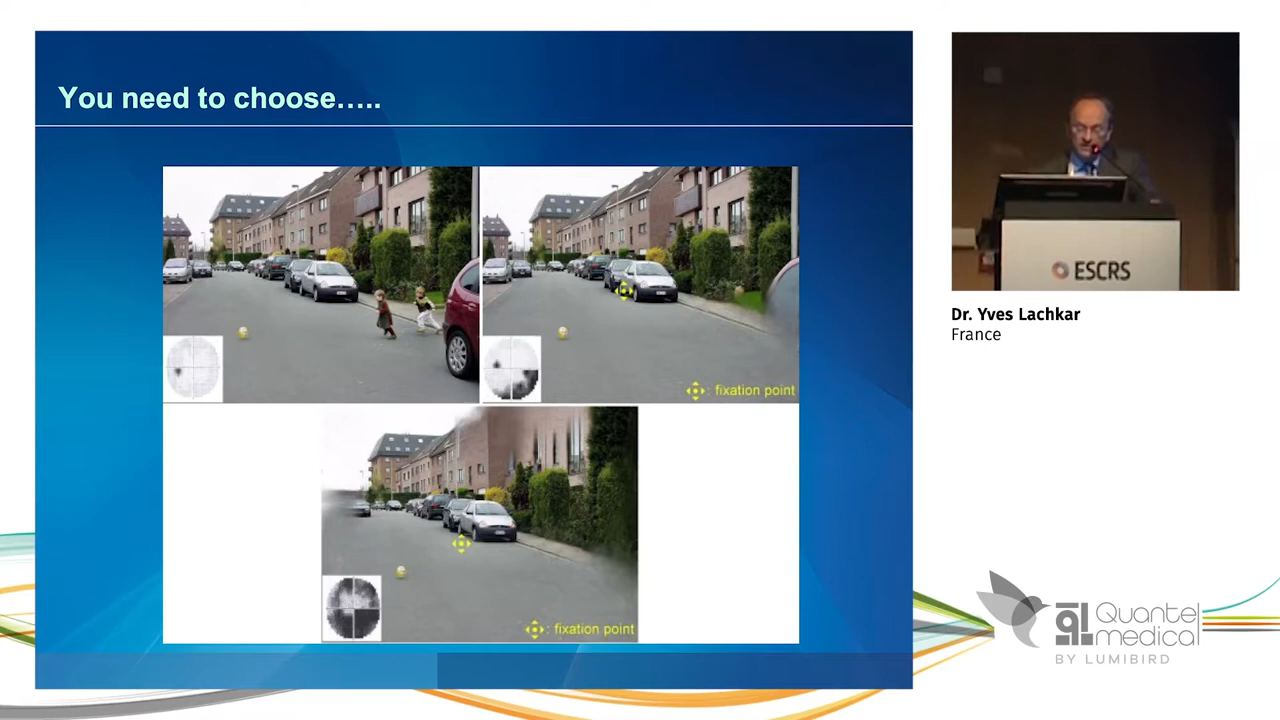 You need to choose.....
fixation point
fixation point
ESCRS
Dr. Yves Lachkar
France
Quantel
medical
BY LUMIBIRD